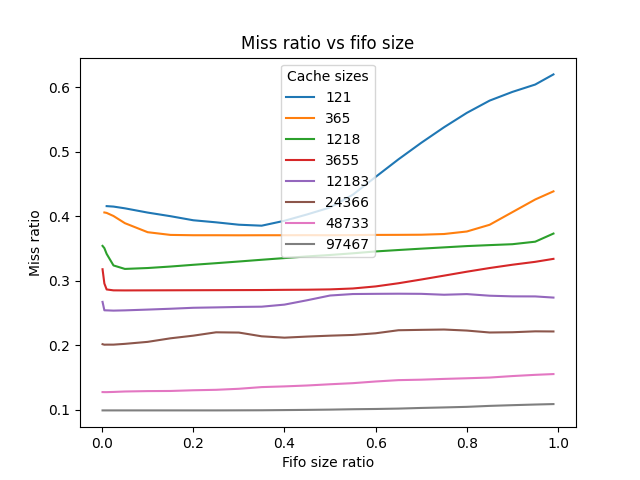 Miss ratio vs fifo size
Cache sizes
121
365
1218
3655
12183
24366
48733
97467
0.6
0.5
0.4
0.3
0.2
0.1
Miss ratio
0.0 0.2 0.4 0.6 0.8 1.0
Fifo size ratio